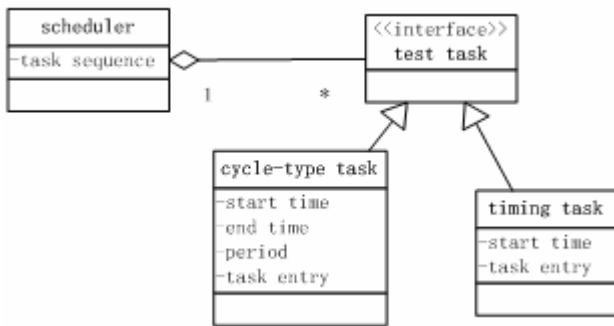 scheduler
-task sequence
1
*
<<interface>>
test task
cycle-type task
-start time
-end time
-period
-task entry
timing task
-start time
-task entry